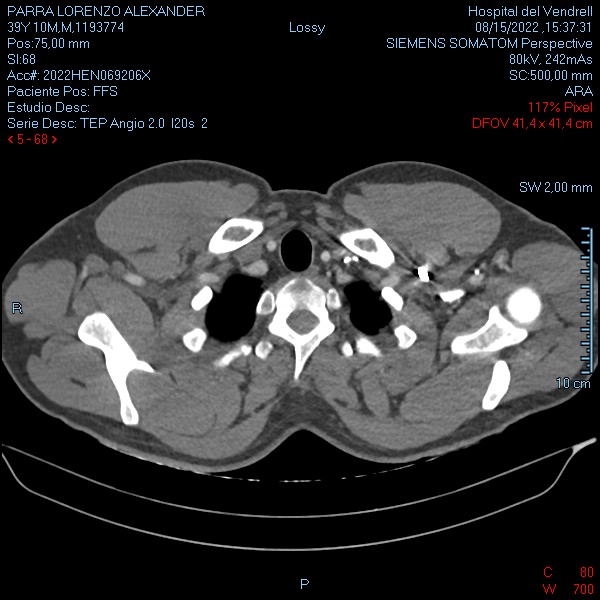 PARRA LORENZO ALEXANDER
39Y 10M,M,1193774
Pos:75,00 mm
SI:68
Acc#: 2022HEN069206X
Paciente Pos: FFS
Estudio Desc:
Serie Desc: TEP Angio 2.0 I20s 2
< 5 - 68 >
Lossy
Hospital del Vendrell
08/15/2022 ,15:37:31
SIEMENS SOMATOM Perspective
80kV, 242mAs
SC:500,00 mm
ARA
117% Pixel
DFOV 41,4 x 41,4 cm
SW 2,00 mm
R
10 cm
P
C 80
W 700